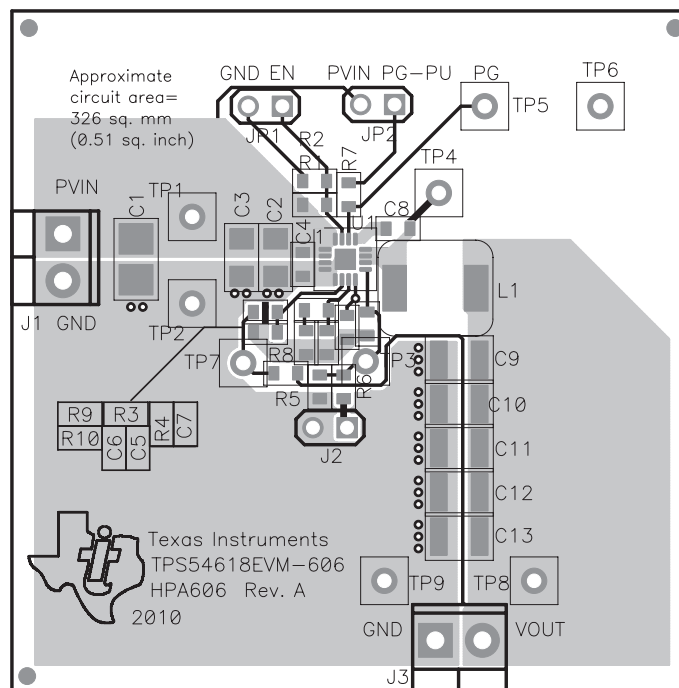 Approximate
circuit area=
326 sq. mm
(0.51 sq. inch)
GND EN
PVIN PG-PU
PG
TP6
TP5
JP1
JP2
R2
R1
R7
TP4
PVIN
C1
TP1
C3
C2
C4
U1
C8
L1
J1
GND
TP2
TP7
R8
P3
C9
R5
R6
C10
R9
R3
R4
C7
R10
C6
C5
J2
C11
C12
C13
Texas Instruments
TPS54618EVM-606
HPA606 Rev. A
2010
TP9
TP8
GND
VOUT
J3